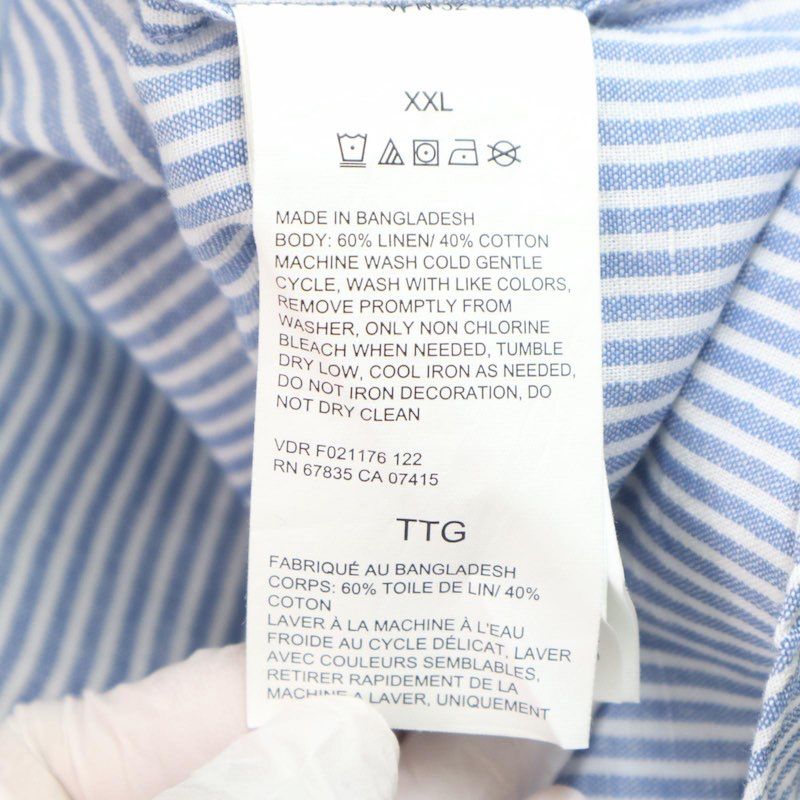 XXL
MADE IN BANGLADESH
BODY: 60% LINEN/ 40% COTTON
MACHINE WASH COLD GENTLE
CYCLE, WASH WITH LIKE COLORS,
REMOVE PROMPTLY FROM
WASHER, ONLY NON CHLORINE
BLEACH WHEN NEEDED, TUMBLE
DRY LOW, COOL IRON AS NEEDED,
DO NOT IRON DECORATION, DO
NOT DRY CLEAN
VDR F021176 122
RN 67835 CA 07415
TTG
FABRIQUÉ AU BANGLADESH
CORPS: 60% TOILE DE LIN/ 40%
COTON
LAVER À LA MACHINE À L'EAU
FROIDE AU CYCLE DÉLICAT, LAVER
AVEC COULEURS SEMBLABLES,
RETIRER RAPIDEMENT DE LA
MACHINE A LAVER, UNIQUEMENT